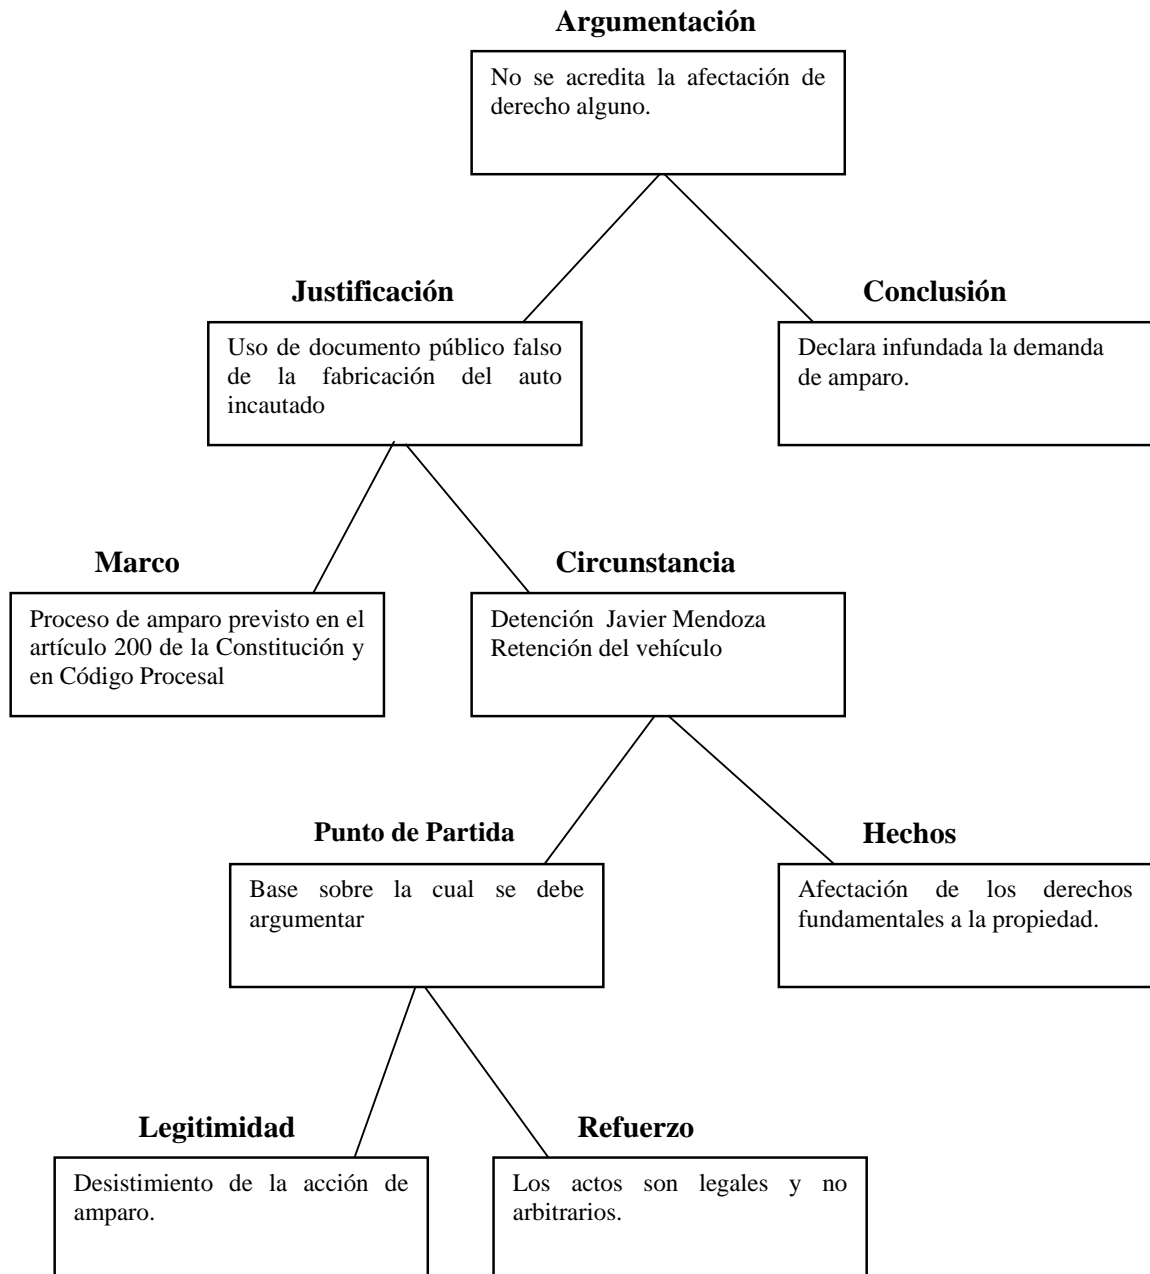 Argumentación
No se acredita la afectación de
derecho alguno.
Justificación
Uso de documento público falso
de la fabricación del auto
incautado
Conclusión
Declara infundada la demanda
de amparo.
Marco
Proceso de amparo previsto en el
artículo 200 de la Constitución y
en Código Procesal
Circunstancia
Detención Javier Mendoza
Retención del vehículo
Punto de Partida
Base sobre la cual se debe
argumentar
Hechos
Afectación de los derechos
fundamentales a la propiedad.
Legitimidad
Desistimiento de la acción de
amparo.
Refuerzo
Los actos son legales y no
arbitrarios.